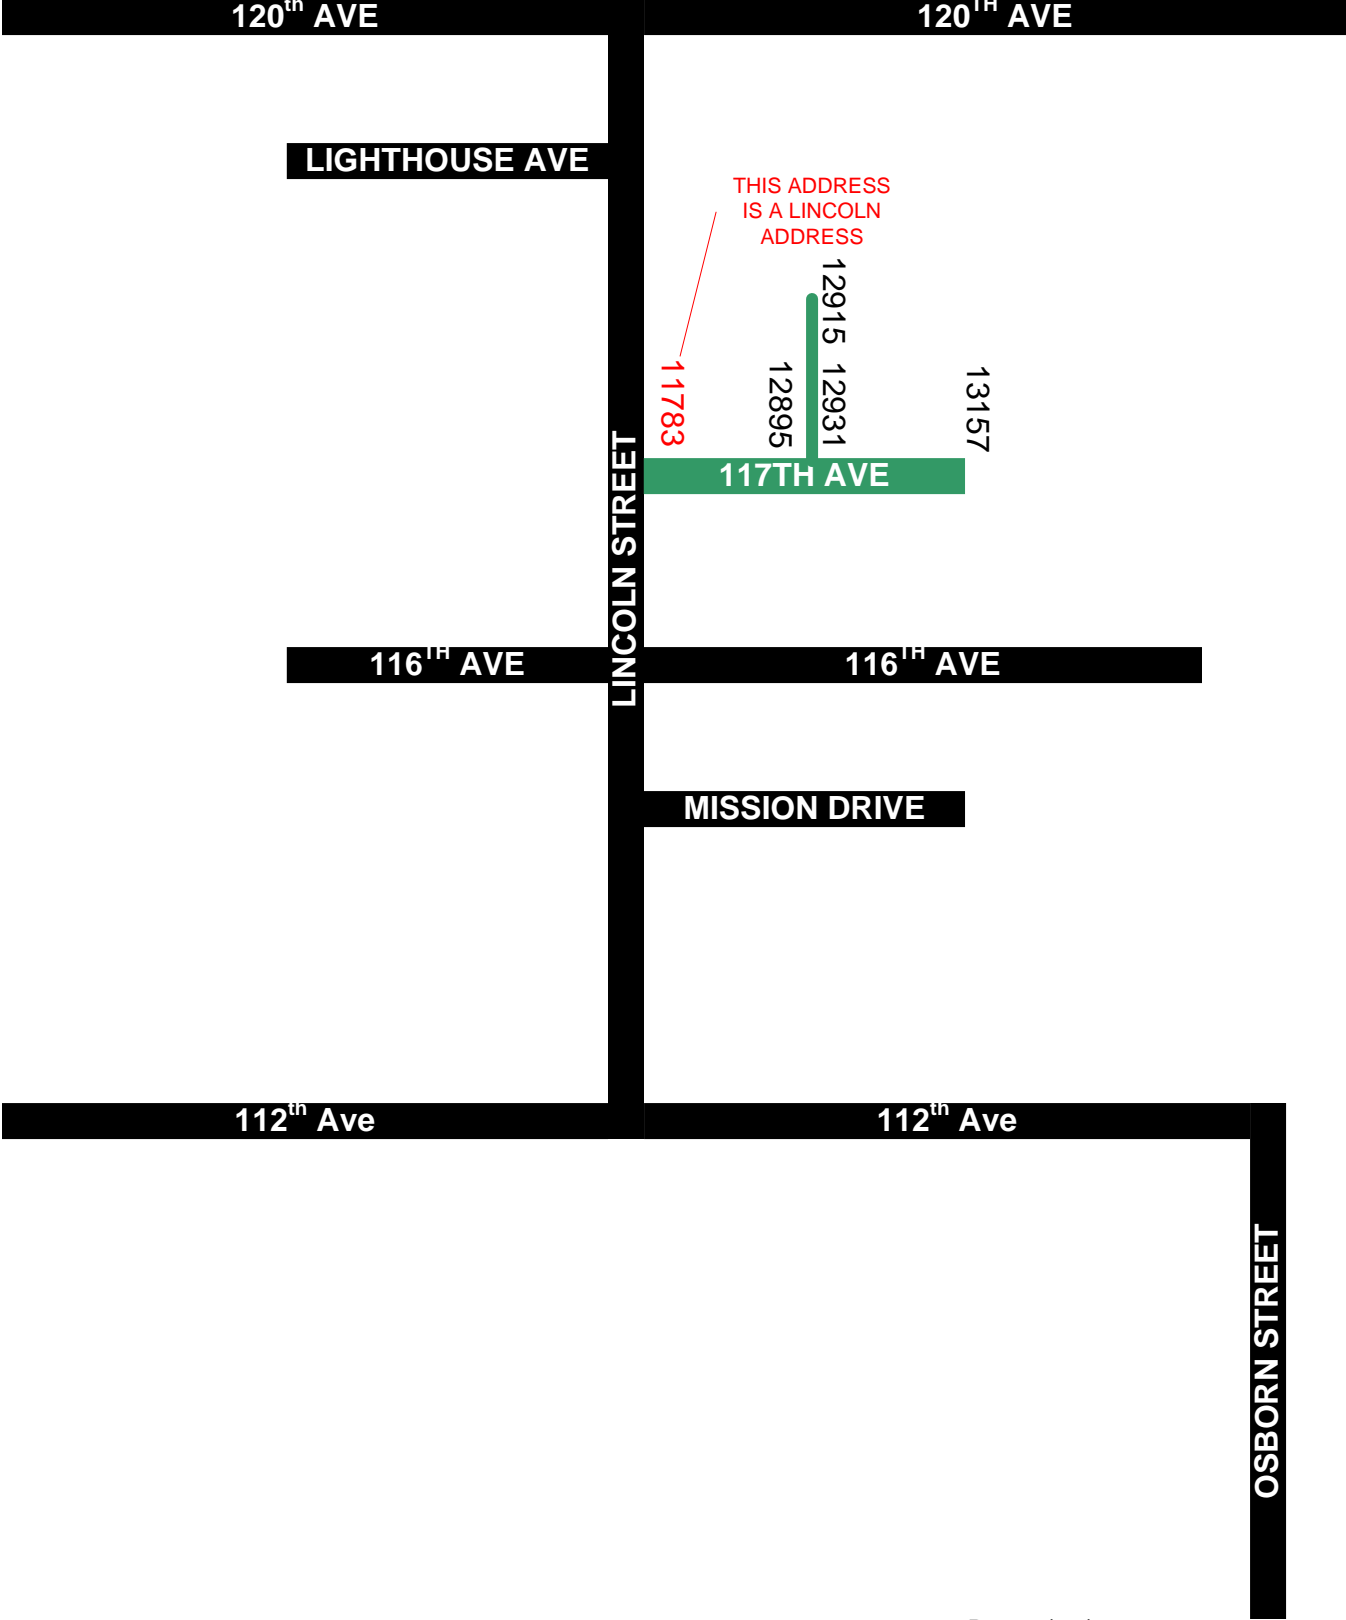 120th AVE
120TH AVE
LIGHTHOUSE AVE
THIS ADDRESS
IS A LINCOLN
ADDRESS
12915
11783
12895
12931
13157
117TH AVE
LINCOLN STREET
116TH AVE
116TH AVE
MISSION DRIVE
112th Ave
112th Ave
OSBORN STREET